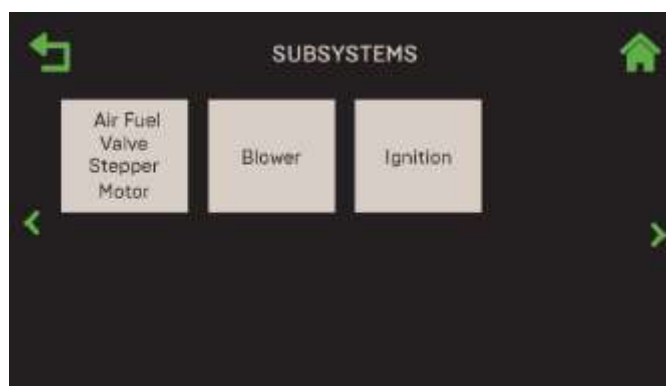 SUBSYSTEMS
Air Fuel
Valve
Stepper
Motor
Blower
Ignition